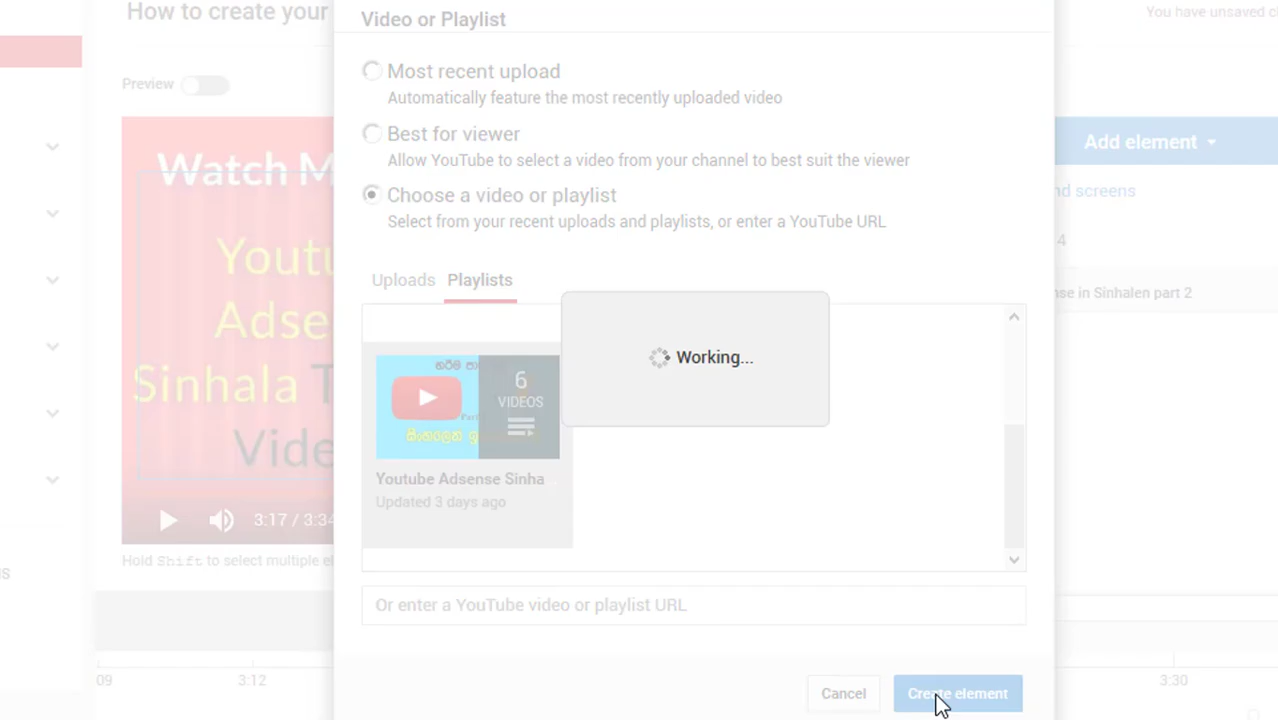 How to create your
Video or Playlist
You have unsaved
Most recent upload
Automatically feature the most recently uploaded video
Preview
Best for viewer
Allow YouTube to select a video from your channel to best suit the viewer
Add element
Watch M
nd screens
Choose a video or playlist
Select from your recent uploads and playlists, or enter a YouTube URL
4
Youtu
Uploads Playlists
nse in Sinhalen part 2
Adse
Working...
Sinhala T
6
VIDEOS
Vide
Youtube Adsense Sinha
Updated 3 days ago
3:17 / 3:34
Hold Shift to select multiple el
Or enter a YouTube video or playlist URL
09
3:12
3:30
Cancel
Create element